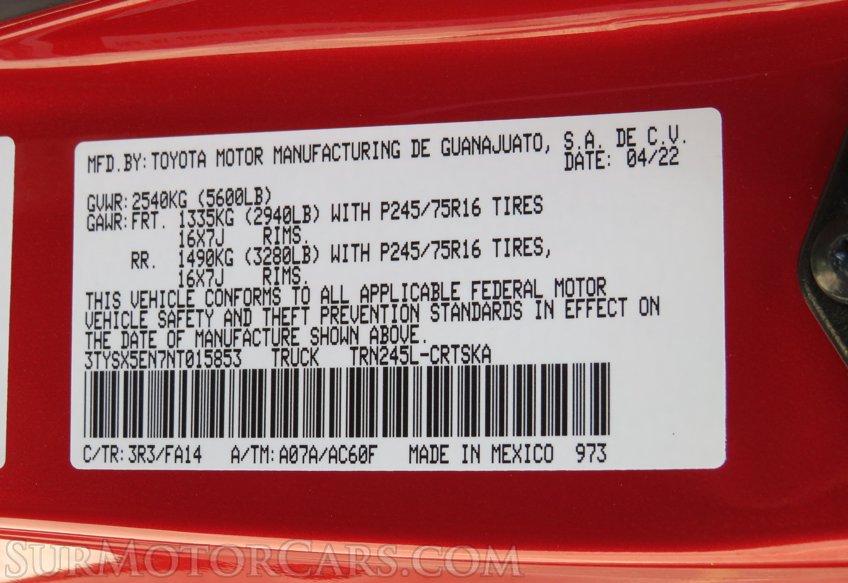 MFD.BY:TOYOTA MOTOR MANUFACTURING DE GUANAJUATO, S.A. DE C.V.
DATE: 04/22
GVWR:2540KG (5600LB)
GAWR:FRT. 1335KG (2940LB) WITH P245/75R16 TIRES
16X7J RIMS.
RR. 1490KG (3280LB) WITH P245/75R16 TIRES,
16X7J RIMS.
THIS VEHICLE CONFORMS TO ALL APPLICABLE FEDERAL MOTOR
VEHICLE SAFETY AND THEFT PREVENTION STANDARDS IN EFFECT ON
THE DATE OF MANUFACTURE SHOWN ABOVE.
3TYSX5EN7NT015853 TRUCK TRN245L-CRTSKA
C/TR:3R3/FA14 A/TM:A07A/AC60F MADE IN MEXICO 973
SURMOTORCARS.COM